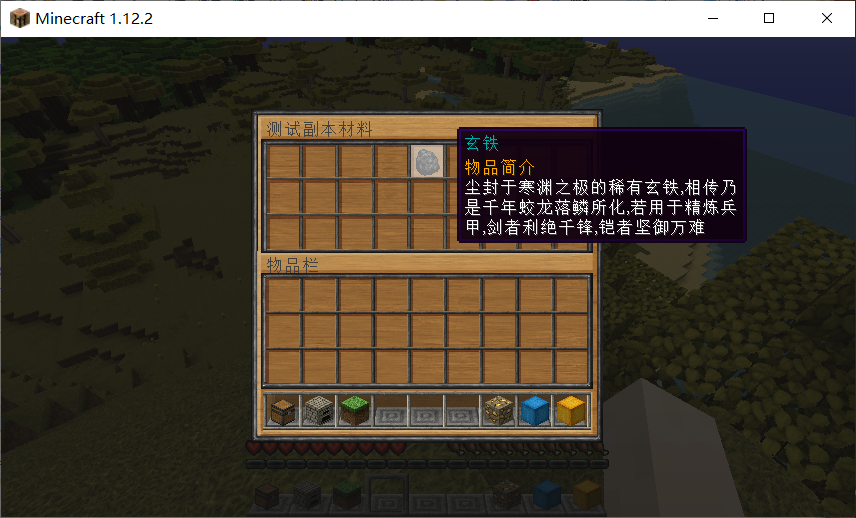 Minecraft 1.12.2
测试副本材料
玄铁
物品简介
尘封于寒渊之极的稀有玄铁,相传乃
是千年蛟龙落鳞所化,若用于精炼兵
甲,剑者利绝千锋,铠者坚御万难
物品栏